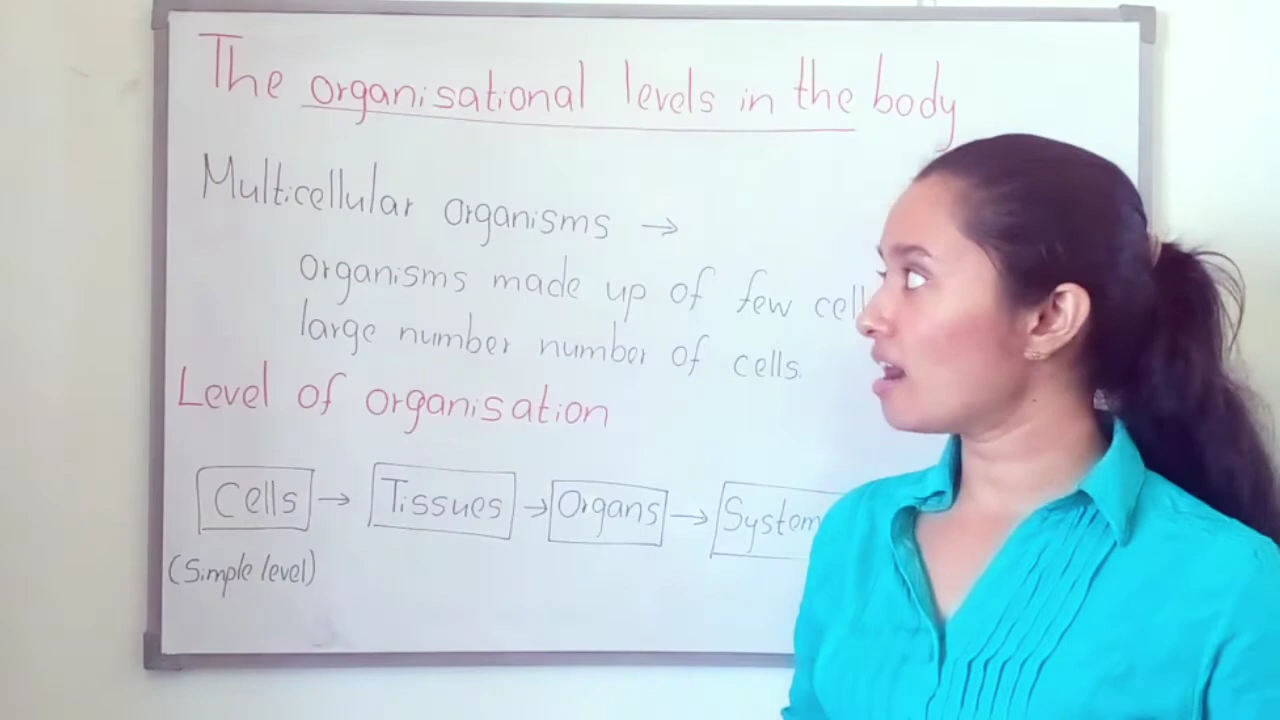 The organisational levels in the body
Multicellular organisms →
organisms made up of few cell
large number number of cells.
Level of organisation
Cells → Tissues → Organs → System
(Simple level)